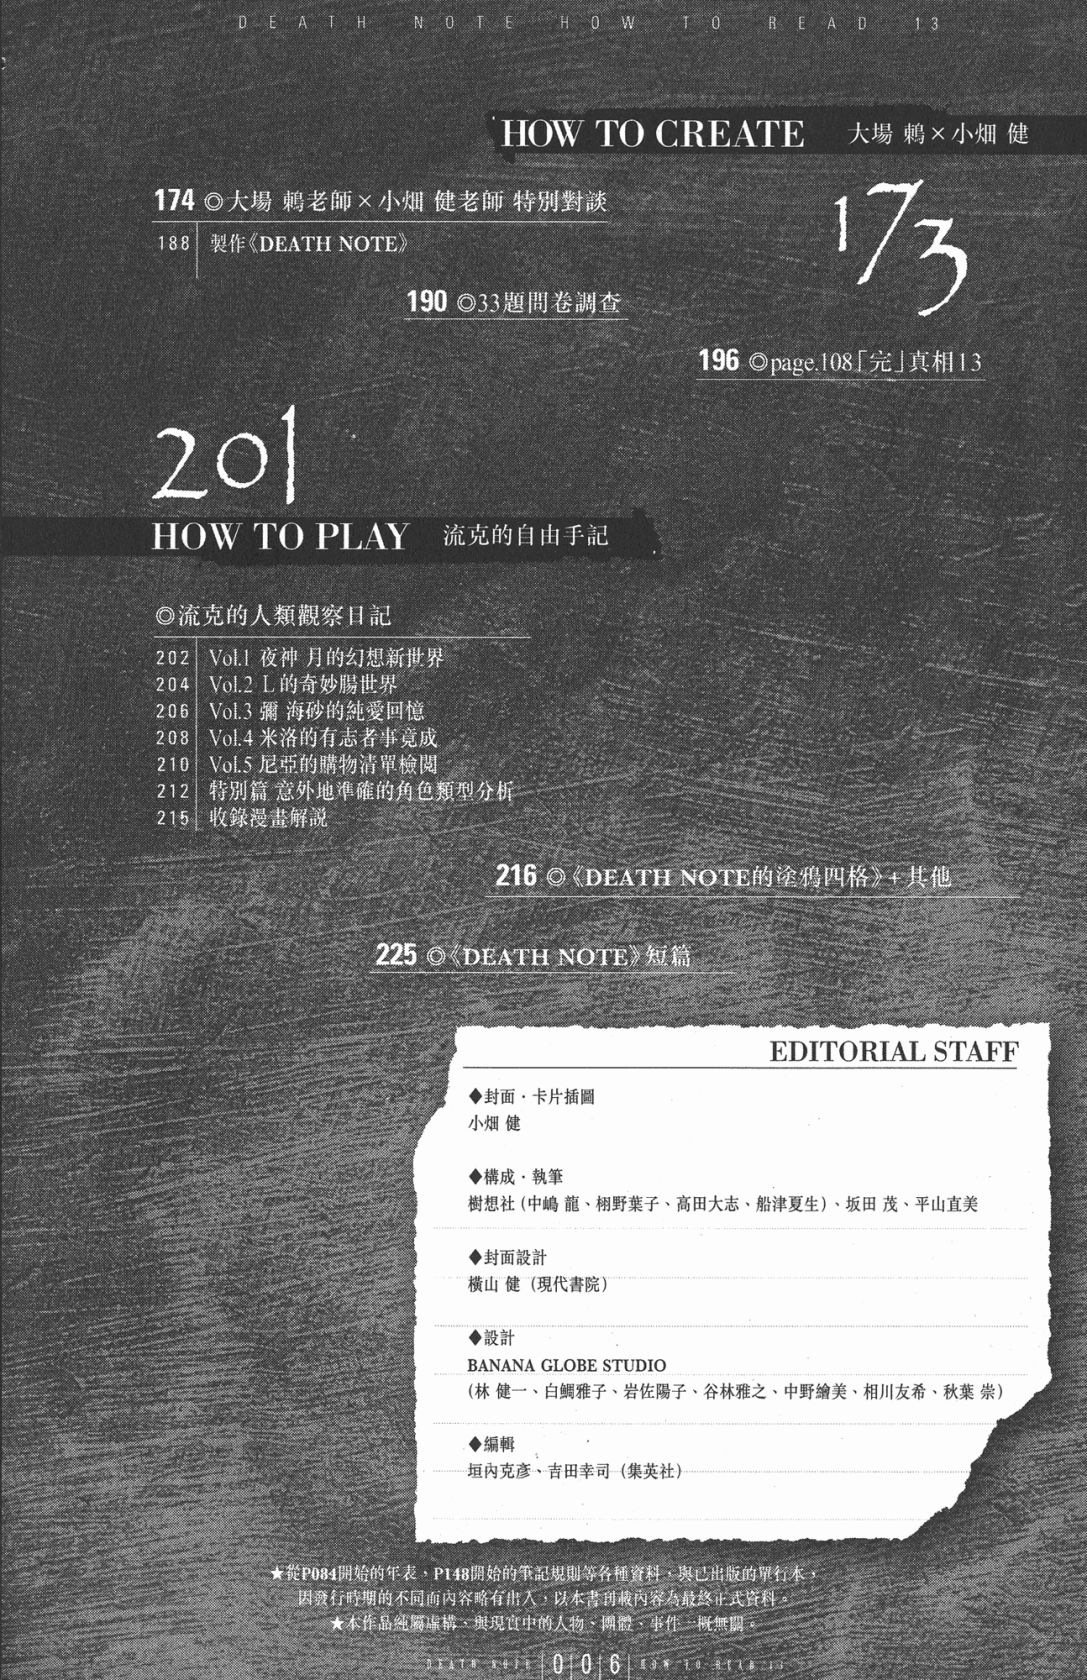 DEATH NOTE HOW TO READ 13
HOW TO CREATE 大場 鶇×小畑 健
173
174 ◎大場 鶇老師×小畑 健老師 特別對談
188 製作《DEATH NOTE》
190 ◎33題問卷調查
196 ◎page.108「完」真相13
201
HOW TO PLAY 流克的自由手記
◎流克的人類觀察日記
202 Vol.1 夜神 月的幻想新世界
204 Vol.2 L的奇妙腸世界
206 Vol.3 彌 海砂的純愛回憶
208 Vol.4 米洛的有志者事竟成
210 Vol.5 尼亞的購物清單檢閱
212 特別篇 意外地準確的角色類型分析
215 收錄漫畫解說
216 ◎《DEATH NOTE的塗鴉四格》+其他
225 ◎《DEATH NOTE》短篇
EDITORIAL STAFF
◆封面・卡片插圖
小畑 健
◆構成・執筆
樹想社(中嶋 龍、栩野葉子、高田大志、船津夏生)、坂田 茂、平山直美
◆封面設計
橫山 健(現代書院)
◆設計
BANANA GLOBE STUDIO
(林 健一、白鯛雅子、岩佐陽子、谷林雅之、中野繪美、相川友希、秋葉 崇)
◆編輯
垣內克彥、吉田幸司(集英社)
★從P084開始的年表、P148開始的筆記規則等各種資料,與已出版的單行本,
因發行時期的不同而內容略有出入,以本書刊載內容為最終正式資料。
★本作品純屬虛構、與現實中的人物、團體、事件一概無關。
DEATH NOTE 006 HOW TO READ 13